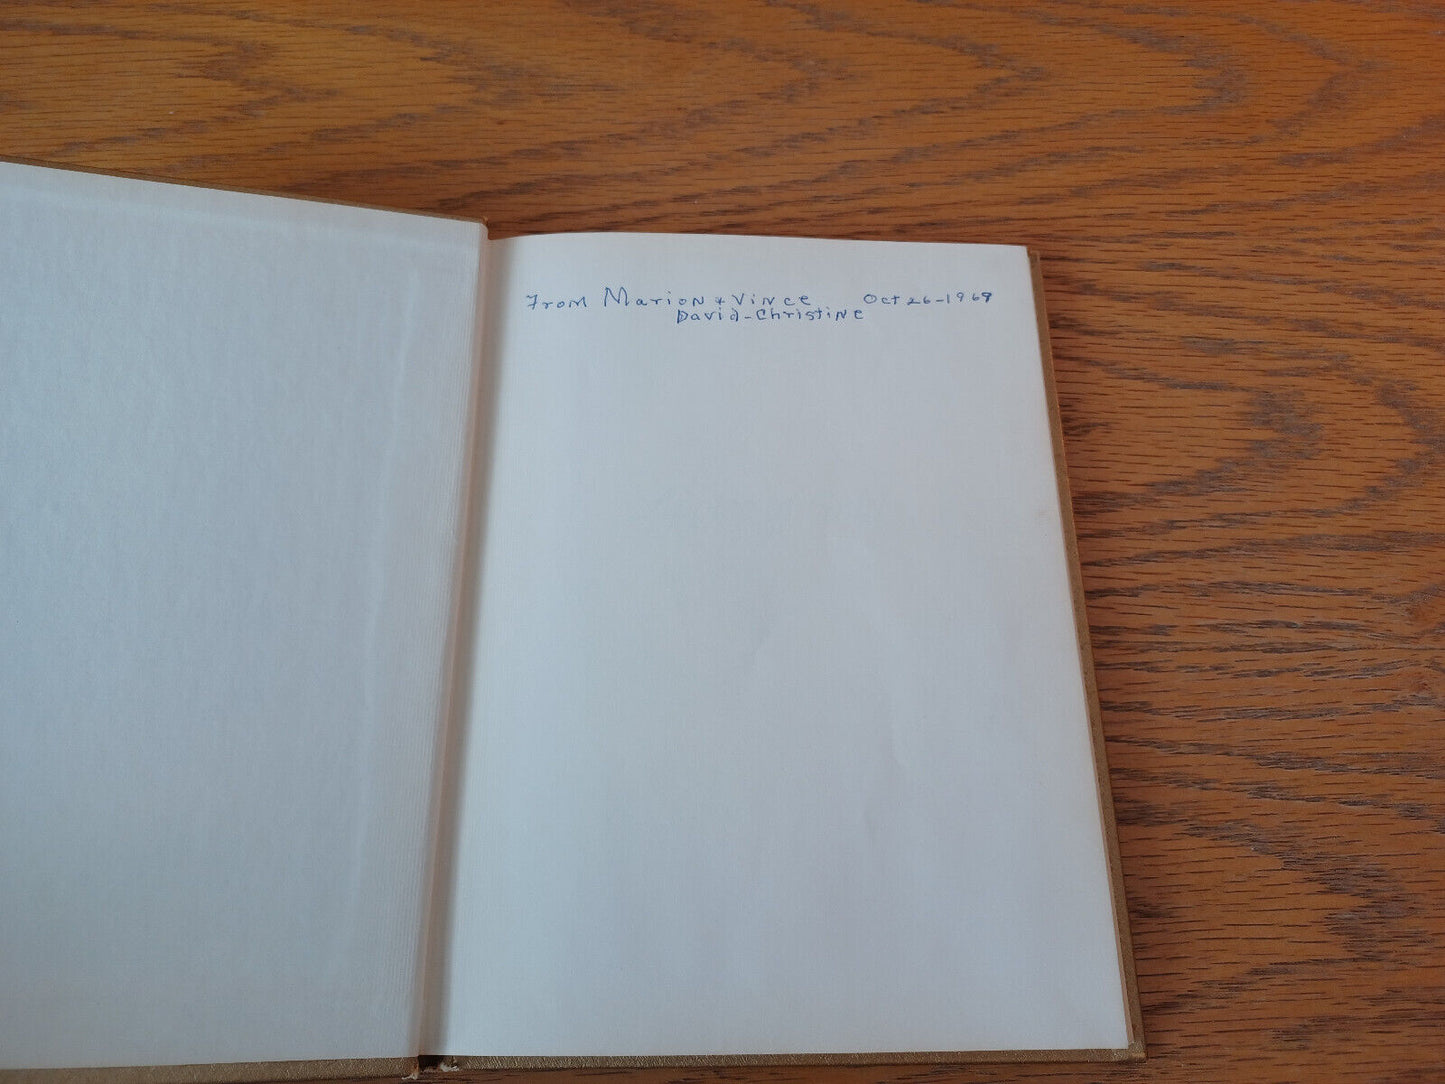 From Marion + Vince Oct 26-1969
David-Christine